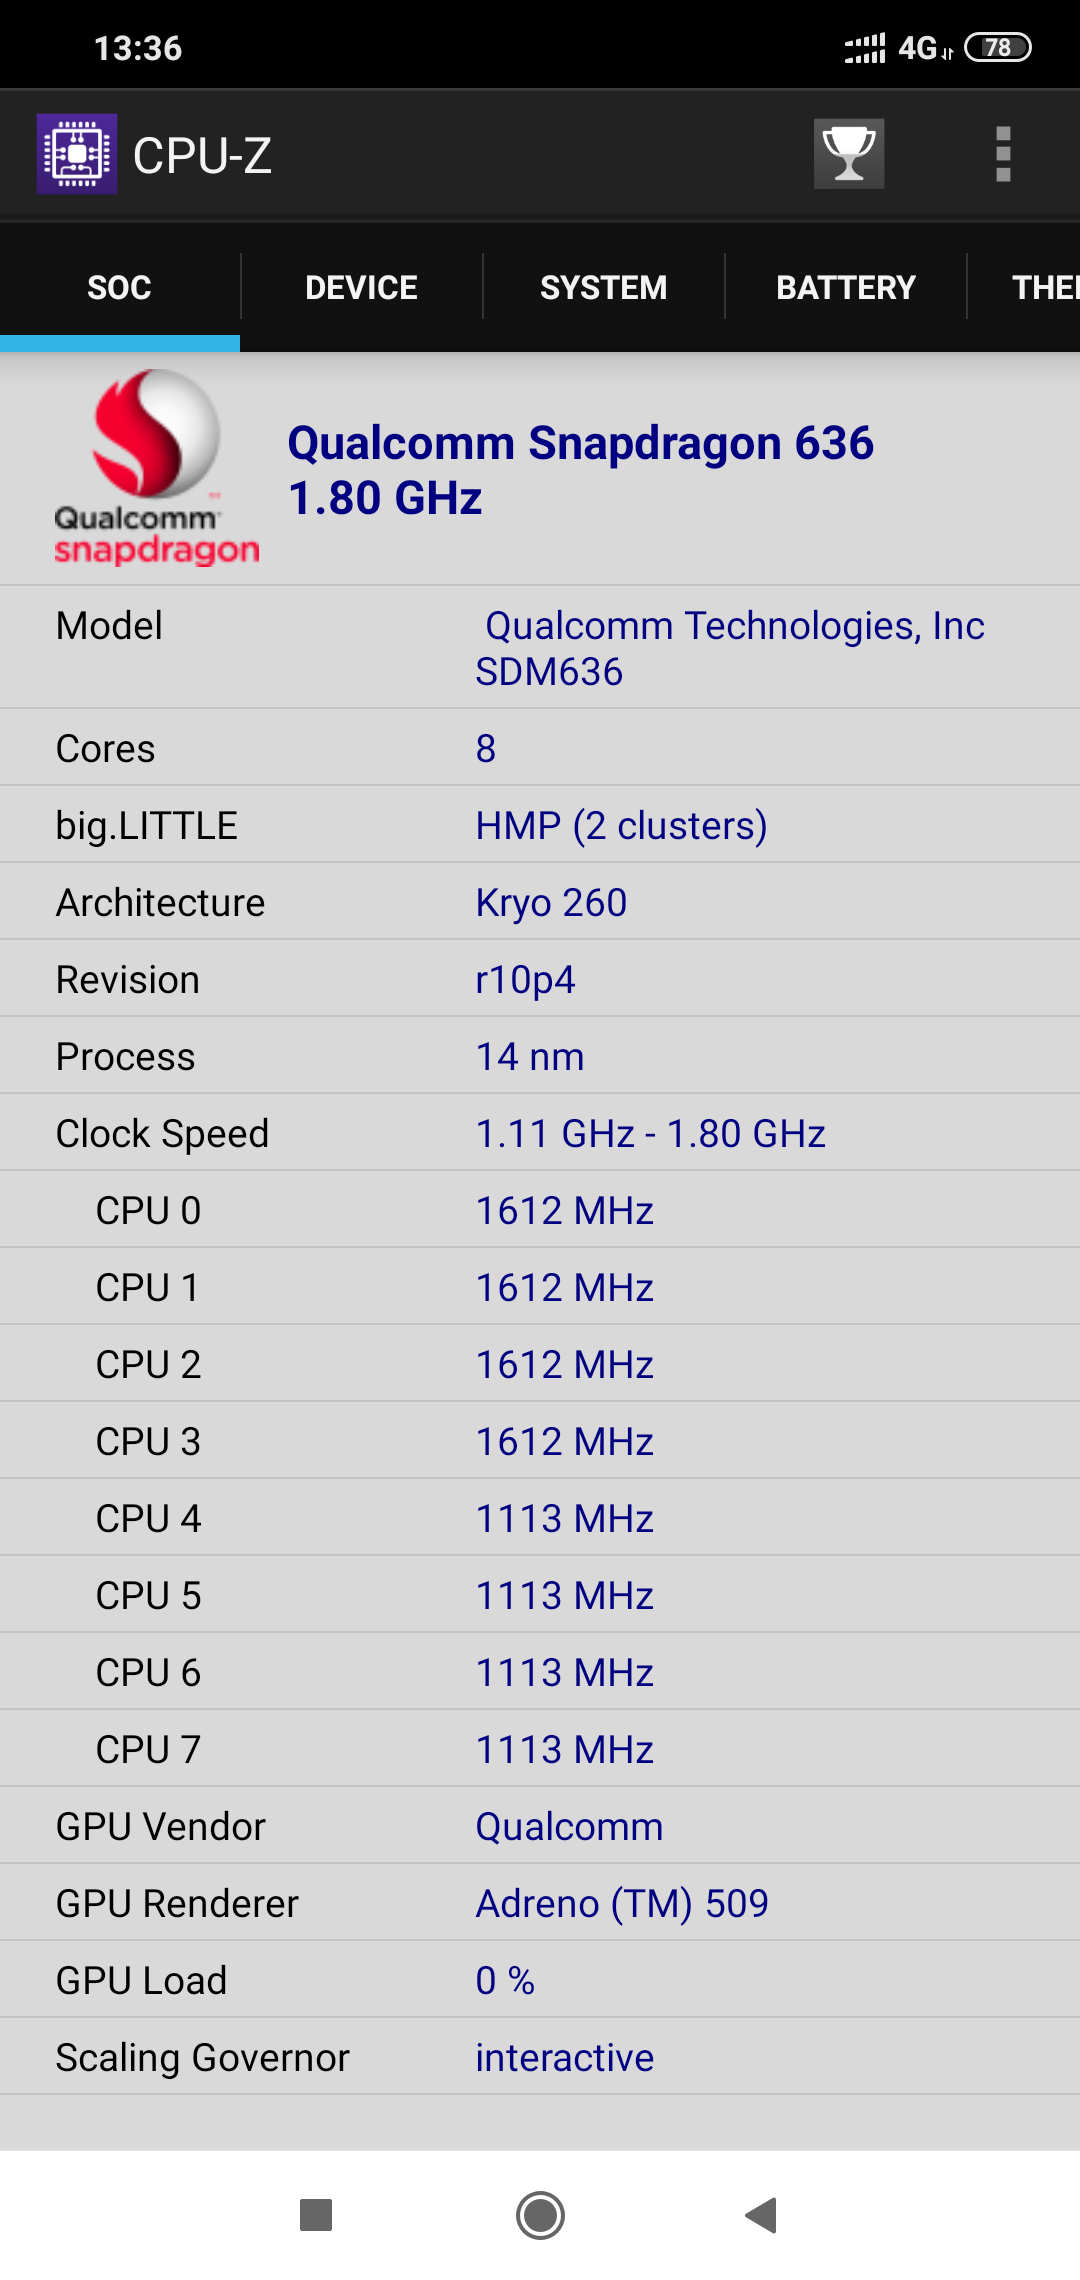 13:36 4G 78
CPU-Z
SOC DEVICE SYSTEM BATTERY THE
Qualcomm
snapdragon
Qualcomm Snapdragon 636
1.80 GHz
Model Qualcomm Technologies, Inc
SDM636
Cores 8
big.LITTLE HMP (2 clusters)
Architecture Kryo 260
Revision r10p4
Process 14 nm
Clock Speed 1.11 GHz - 1.80 GHz
CPU 0 1612 MHz
CPU 1 1612 MHz
CPU 2 1612 MHz
CPU 3 1612 MHz
CPU 4 1113 MHz
CPU 5 1113 MHz
CPU 6 1113 MHz
CPU 7 1113 MHz
GPU Vendor Qualcomm
GPU Renderer Adreno (TM) 509
GPU Load 0 %
Scaling Governor interactive